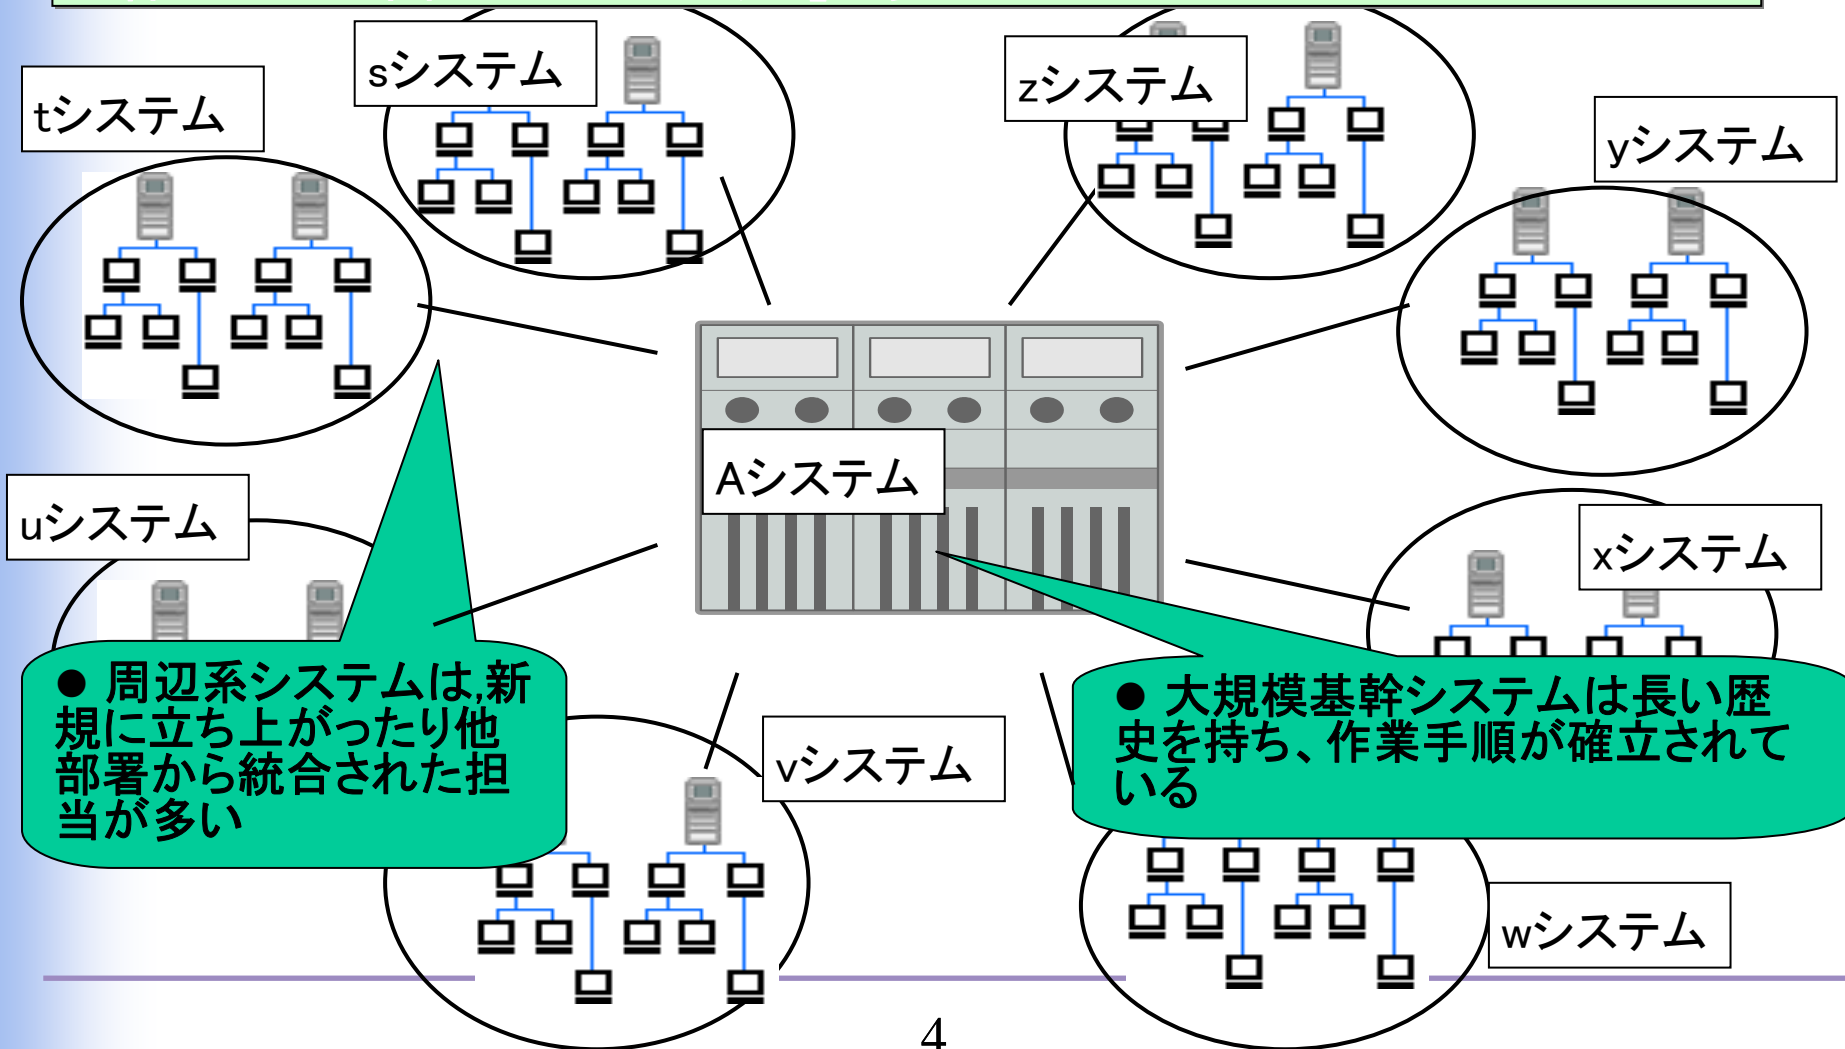 sシステム
zシステム
tシステム
yシステム
Aシステム
uシステム
xシステム
● 周辺系システムは,新
規に立ち上がったり他
部署から統合された担
当が多い
● 大規模基幹システムは長い歴
史を持ち、作業手順が確立されて
いる
vシステム
wシステム
4